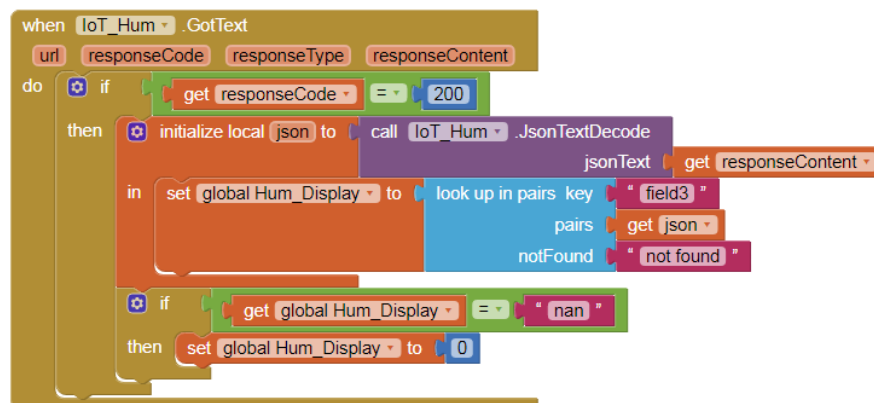 when IoT_Hum .GotText
url responseCode responseType responseContent
do if get responseCode = 200
then initialize local json to call IoT_Hum .JsonTextDecode
jsonText get responseContent
in set global Hum_Display to look up in pairs key " field3 "
pairs get json
notFound " not found "
if get global Hum_Display = " nan "
then set global Hum_Display to 0